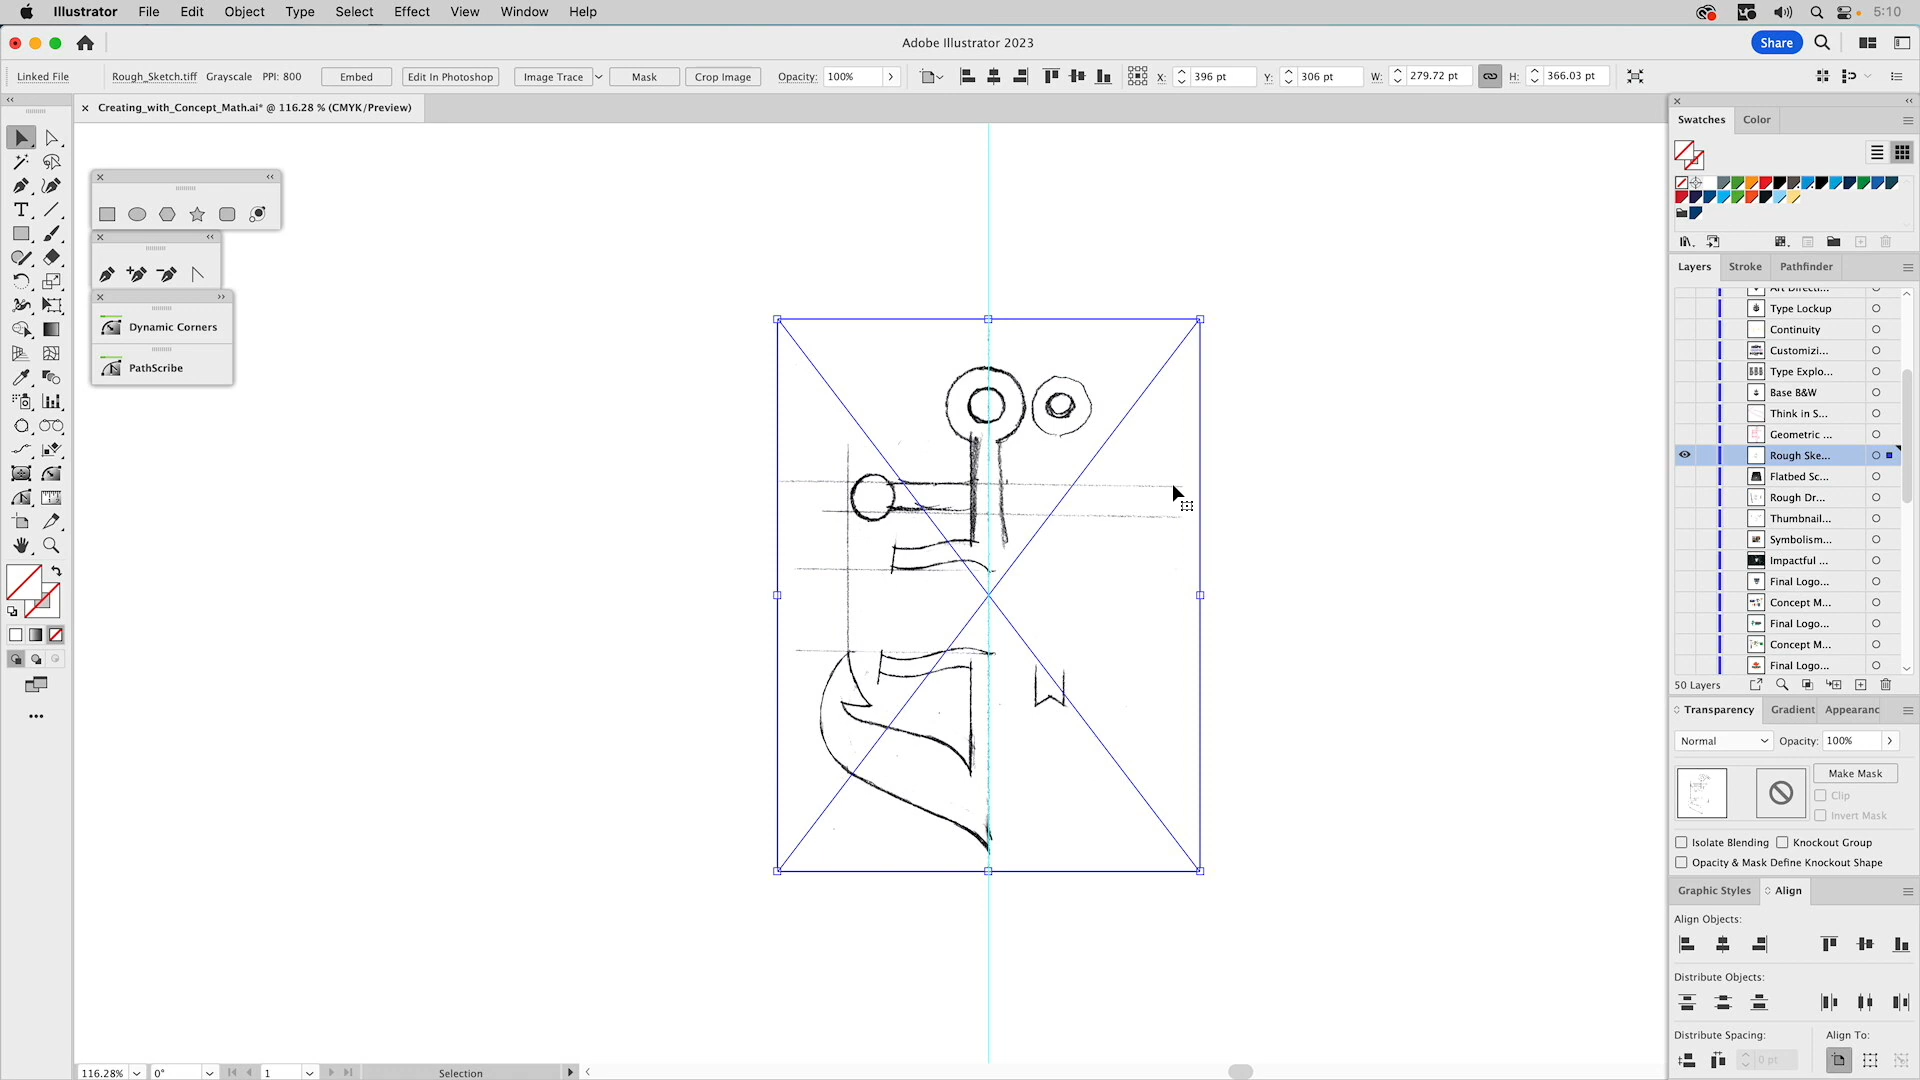 Illustrator File Edit Object Type Select Effect View Window Help 5:10
Adobe Illustrator 2023 Share
Linked File Rough_Sketch.tiff Grayscale PPI: 800 Embed Edit In Photoshop Image Trace Mask Crop Image Opacity: 100% X: 396 pt Y: 306 pt W: 279.72 pt H: 366.03 pt
Creating_with_Concept_Math.ai* @ 116.28 % (CMYK/Preview)
Swatches Color
Dynamic Corners
PathScribe
Layers Stroke Pathfinder
Art Directi...
Type Lockup
Continuity
Customizi...
Type Explo...
Base B&W
Think in S...
Geometric ...
Rough Ske...
Flatbed Sc...
Rough Dr...
Thumbnail...
Symbolism...
Impactful ...
Final Logo...
Concept M...
Final Logo...
Concept M...
Final Logo...
50 Layers
Transparency Gradient Appearanc
Normal Opacity: 100%
Make Mask
Clip
Invert Mask
Isolate Blending Knockout Group
Opacity & Mask Define Knockout Shape
Graphic Styles Align
Align Objects:
Distribute Objects:
Distribute Spacing: Align To:
0 pt
116.28% 0° 1 Selection